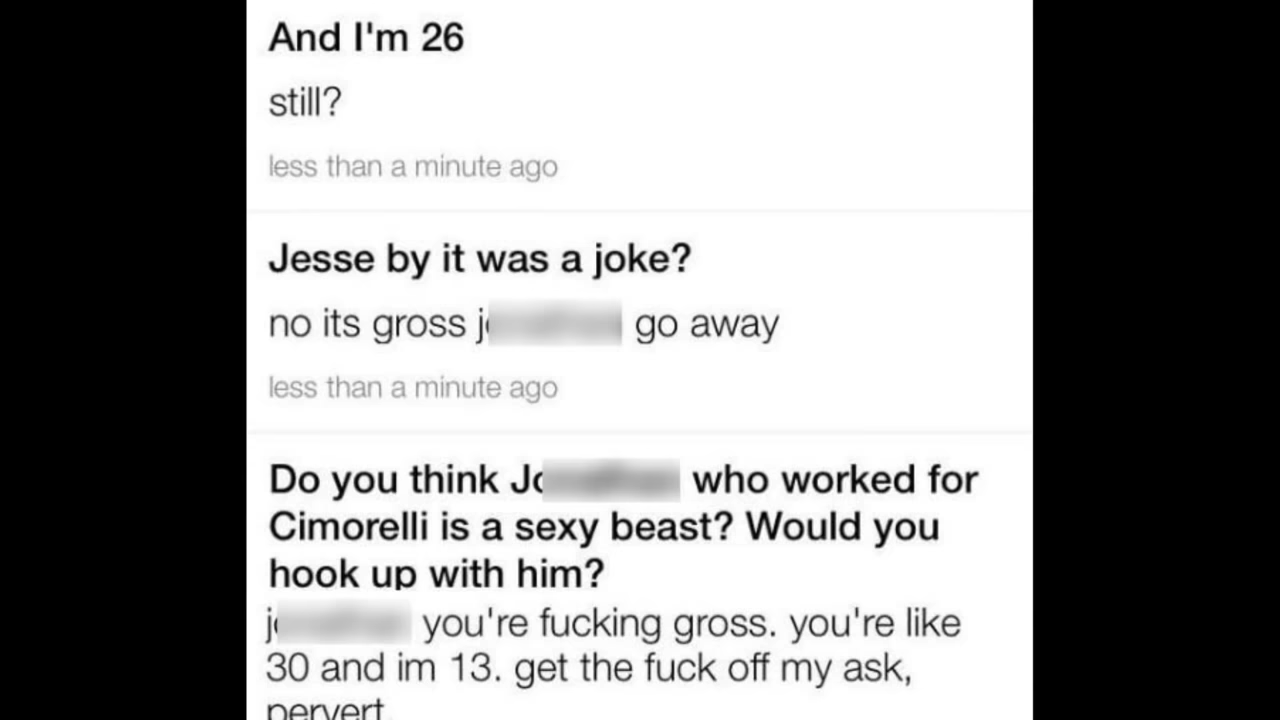 And I'm 26
still?
less than a minute ago
Jesse by it was a joke?
no its gross j go away
less than a minute ago
Do you think Jo who worked for
Cimorelli is a sexy beast? Would you
hook up with him?
j you're fucking gross. you're like
30 and im 13. get the fuck off my ask,
pervert.